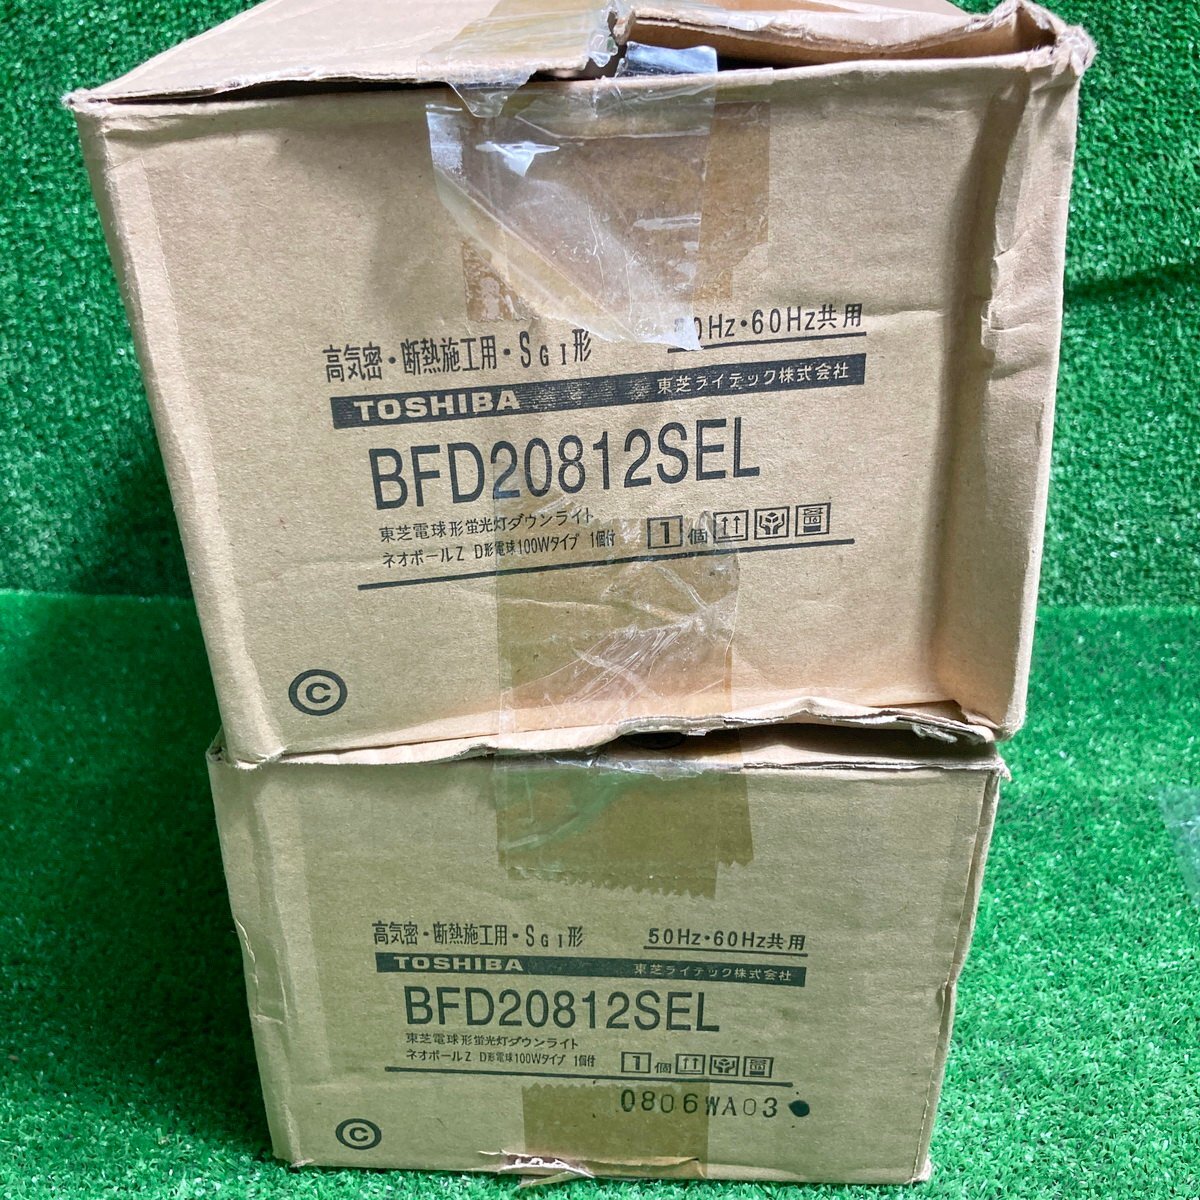 高気密・断熱施工用・SGI形
50Hz・60Hz共用
TOSHIBA 東芝ライテック株式会社
BFD20812SEL
東芝電球形蛍光灯ダウンライト
ネオボールZ D形電球100Wタイプ 1個付
1個
©
高気密・断熱施工用・SGI形
50Hz・60Hz共用
TOSHIBA 東芝ライテック株式会社
BFD20812SEL
東芝電球形蛍光灯ダウンライト
ネオボールZ D形電球100Wタイプ 1個付
1個
0806WA03●
©